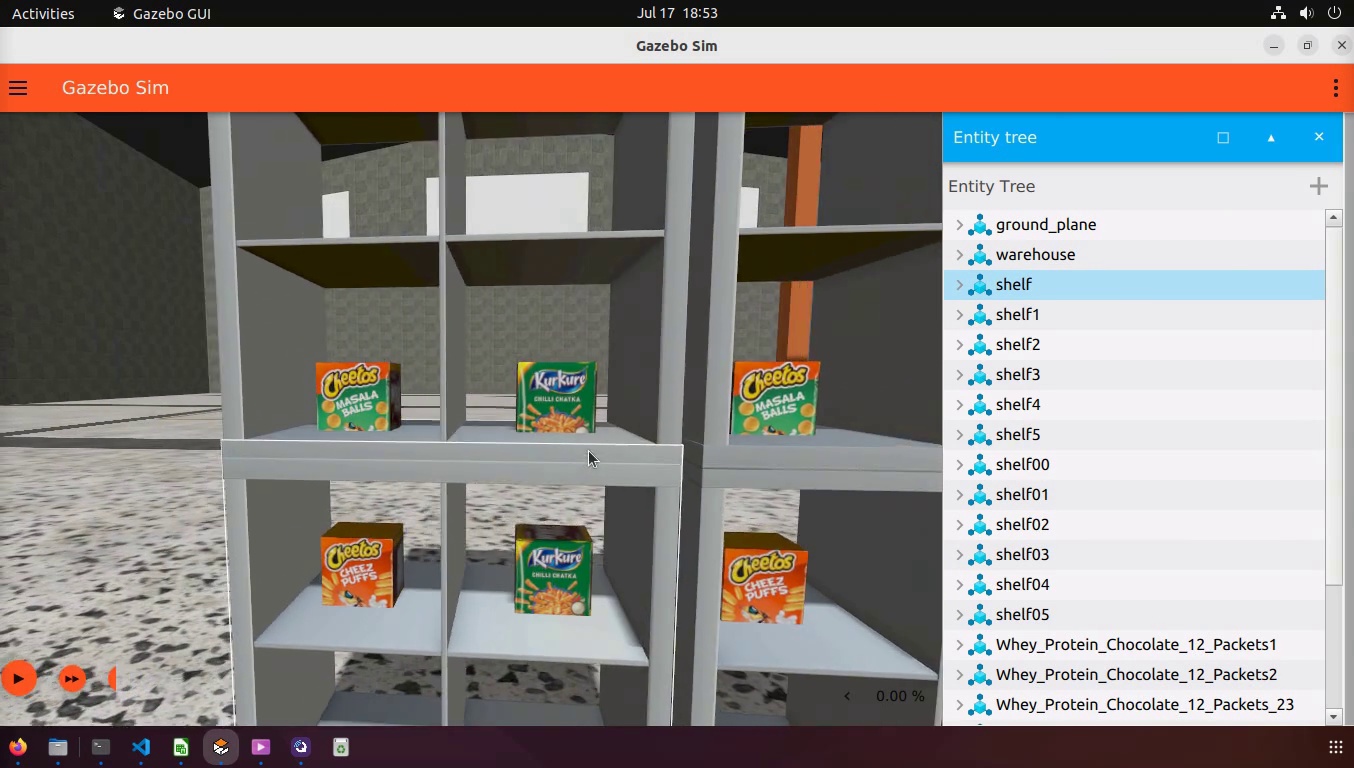 Activities
Gazebo GUI
Jul 17 18:53
Gazebo Sim
Gazebo Sim
Entity tree
Entity Tree
ground_plane
warehouse
shelf
shelf1
shelf2
shelf3
shelf4
shelf5
shelf00
shelf01
shelf02
shelf03
shelf04
shelf05
Whey_Protein_Chocolate_12_Packets1
Whey_Protein_Chocolate_12_Packets2
Whey_Protein_Chocolate_12_Packets_23
Cheetos
MASALA
BALLS
Kurkure
CHILLI CHATKA
Cheetos
MASALA
BALLS
Cheetos
CHEEZ
PUFFS
Kurkure
CHILLI CHATKA
Cheetos
CHEEZ
PUFFS
0.00 %